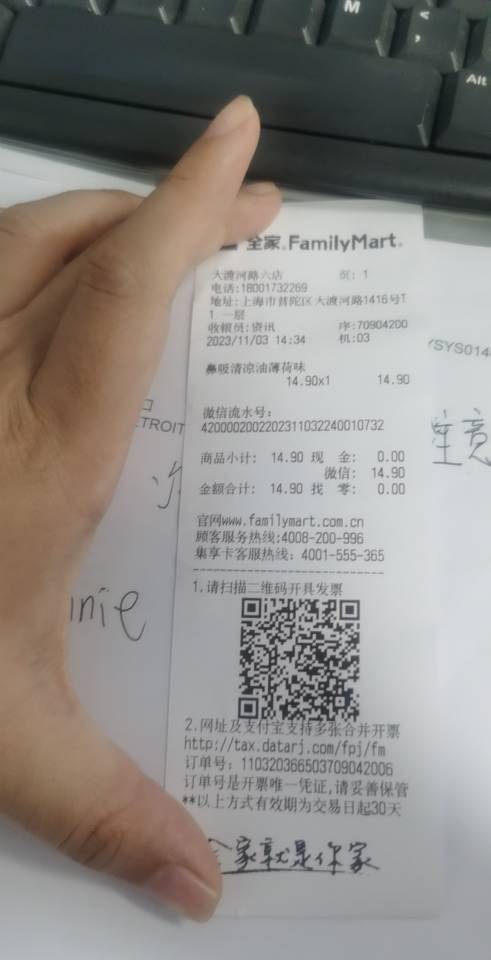 M
<
,
Alt
全家®FamilyMart®
大渡河路六店 页: 1
电话:18001732269
地址:上海市普陀区大渡河路1416号T
1 一层
收银员:资讯 序:70904200
2023/11/03 14:34 机:03
鼻吸清凉油薄荷味
14.90x1 14.90
微信流水号:
4200002002202311032240010732
商品小计: 14.90 现 金: 0.00
微信: 14.90
金额合计: 14.90 找 零: 0.00
官网www.familymart.com.cn
顾客服务热线:4008-200-996
集享卡客服热线: 4001-555-365
1.请扫描二维码开具发票
2.网址及支付宝支持多张合并开票
http://tax.datarj.com/fpj/fm
订单号: 110320366503709042006
订单号是开票唯一凭证,请妥善保管
**以上方式有效期为交易日起30天
全家就是你家
YSYS014
TROIT
nie